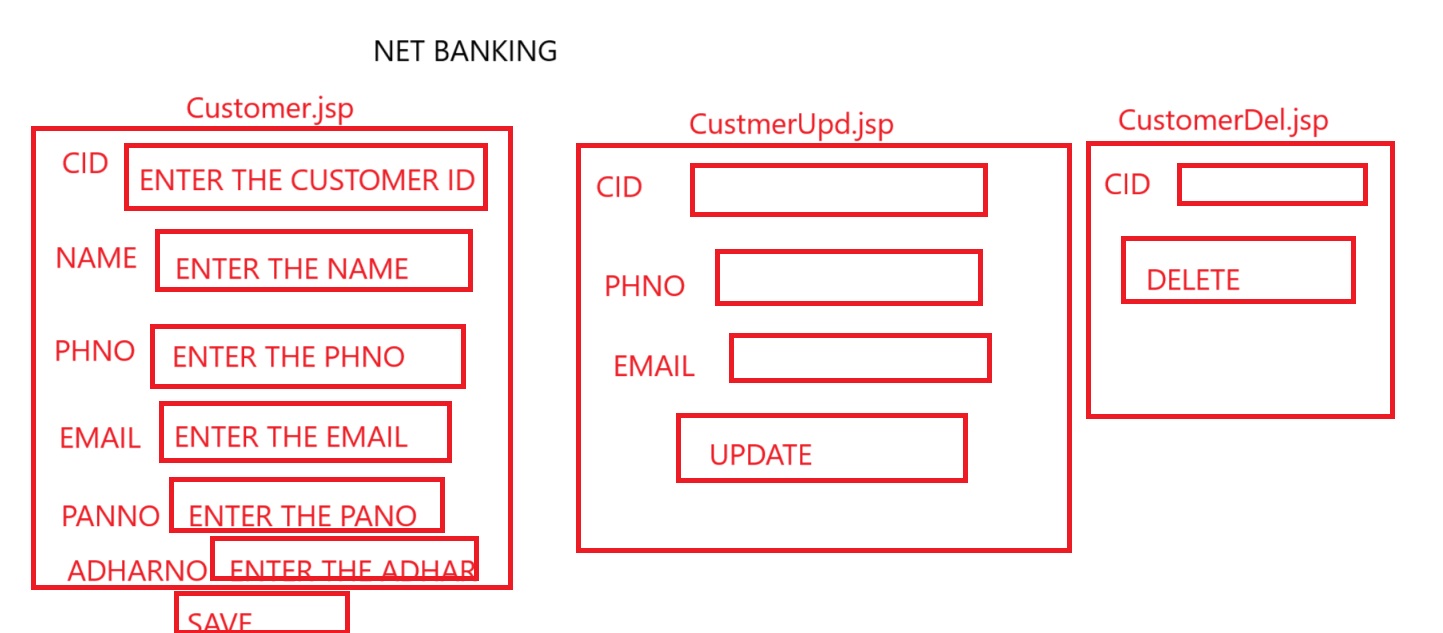 NET BANKING
Customer.jsp
CID ENTER THE CUSTOMER ID
NAME ENTER THE NAME
PHNO ENTER THE PHNO
EMAIL ENTER THE EMAIL
PANNO ENTER THE PANO
ADHARNO ENTER THE ADHAR
SAVE
CustmerUpd.jsp
CID
PHNO
EMAIL
UPDATE
CustomerDel.jsp
CID
DELETE